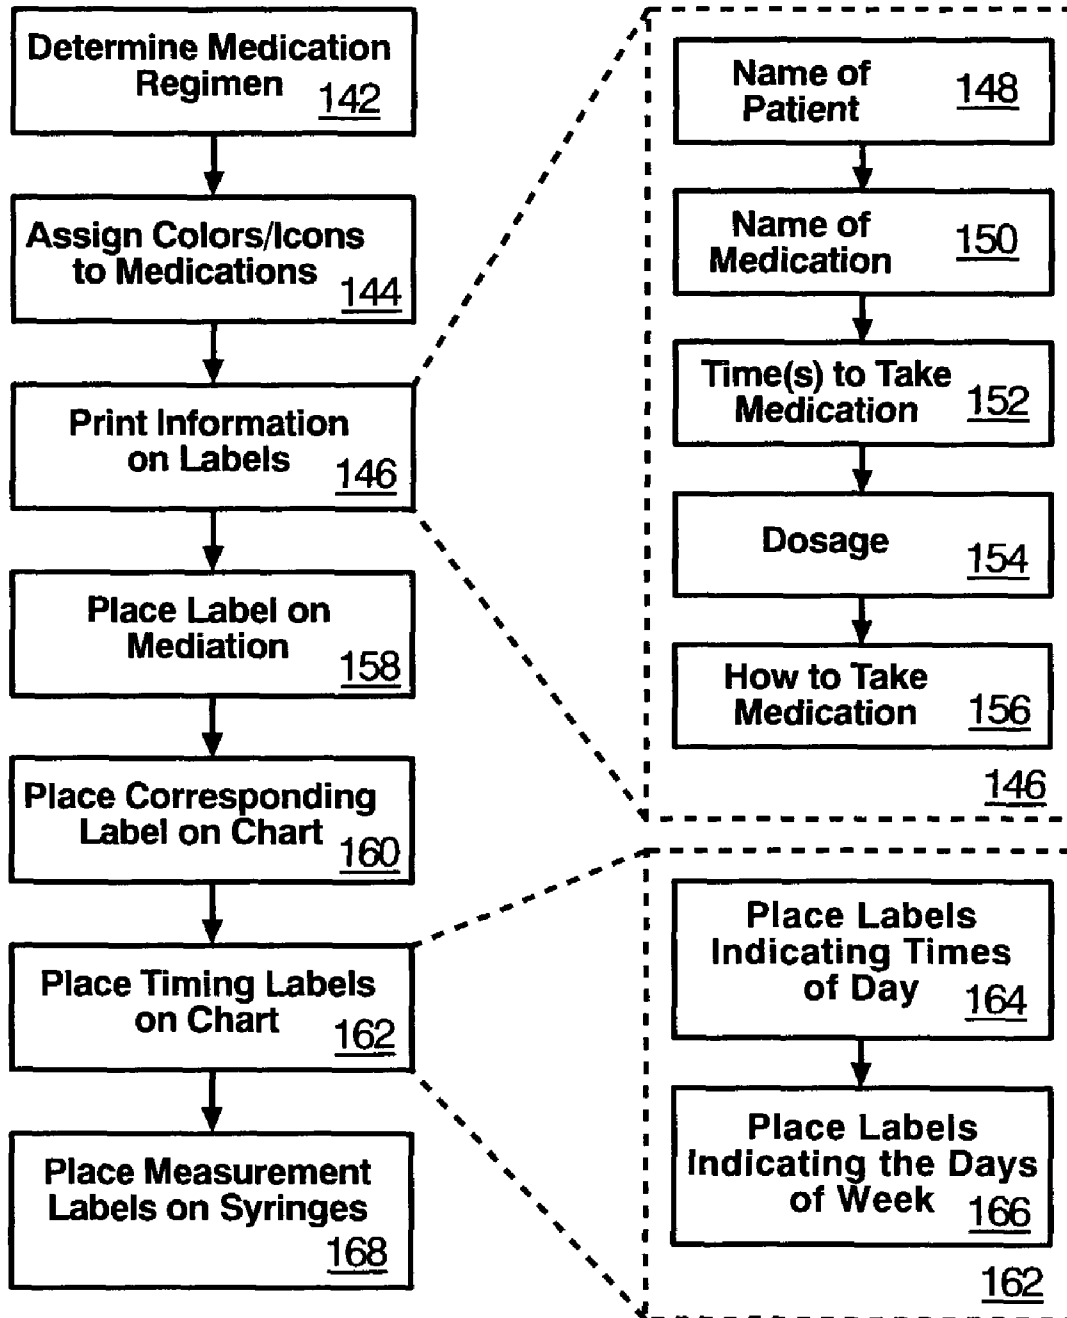 Determine Medication
Regimen 142
Assign Colors/Icons
to Medications 144
Print Information
on Labels 146
Place Label on
Mediation 158
Place Corresponding
Label on Chart 160
Place Timing Labels
on Chart 162
Place Measurement
Labels on Syringes
168
Name of
Patient 148
Name of
Medication 150
Time(s) to Take
Medication 152
Dosage 154
How to Take
Medication 156
146
Place Labels
Indicating Times
of Day 164
Place Labels
Indicating the Days
of Week 166
162